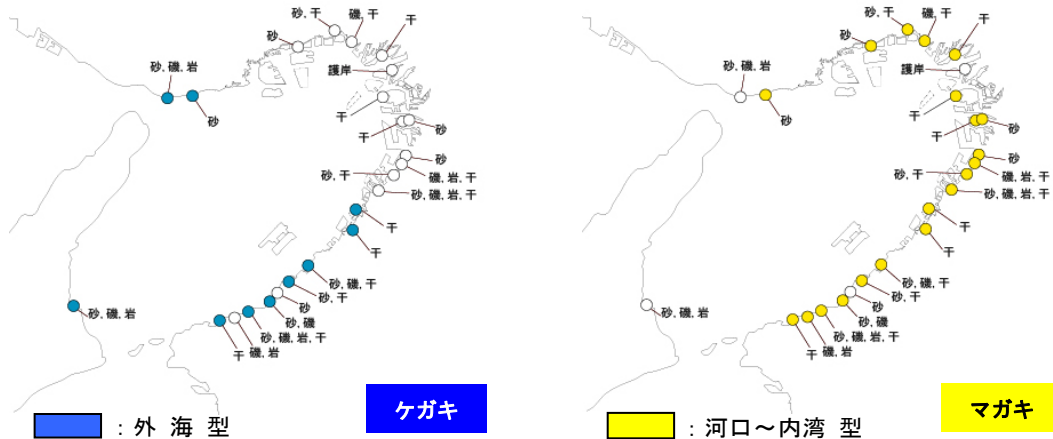 砂, 干
磯, 干
砂
干
護岸
砂, 磯, 岩
砂
干
干
砂
砂
砂, 干
磯, 岩, 干
砂, 磯, 岩, 干
干
干
砂, 磯, 干
砂, 干
砂
砂, 磯
砂, 磯, 岩, 干
磯, 岩
干
砂, 磯, 岩
ケガキ
: 外 海 型
砂, 干
磯, 干
砂
干
護岸
砂, 磯, 岩
砂
干
干
砂
砂
砂, 干
磯, 岩, 干
砂, 磯, 岩, 干
干
干
砂, 磯, 干
砂, 干
砂
砂, 磯
砂, 磯, 岩, 干
磯, 岩
干
砂, 磯, 岩
マガキ
: 河口～内湾 型